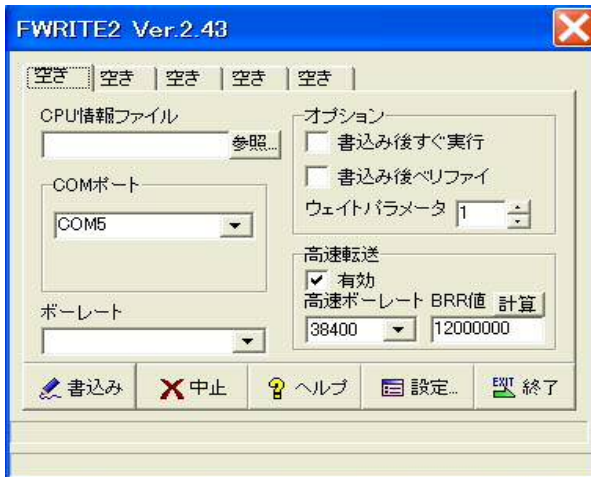 FWRITE2 Ver.2.43
空き 空き 空き 空き 空き
CPU情報ファイル
参照...
COMポート
COM5
ボーレート
オプション
書込み後すぐ実行
書込み後ベリファイ
ウェイトパラメータ 1
高速転送
有効
高速ボーレート BRR値 計算
38400 12000000
書込み 中止 ヘルプ 設定... EXIT 終了